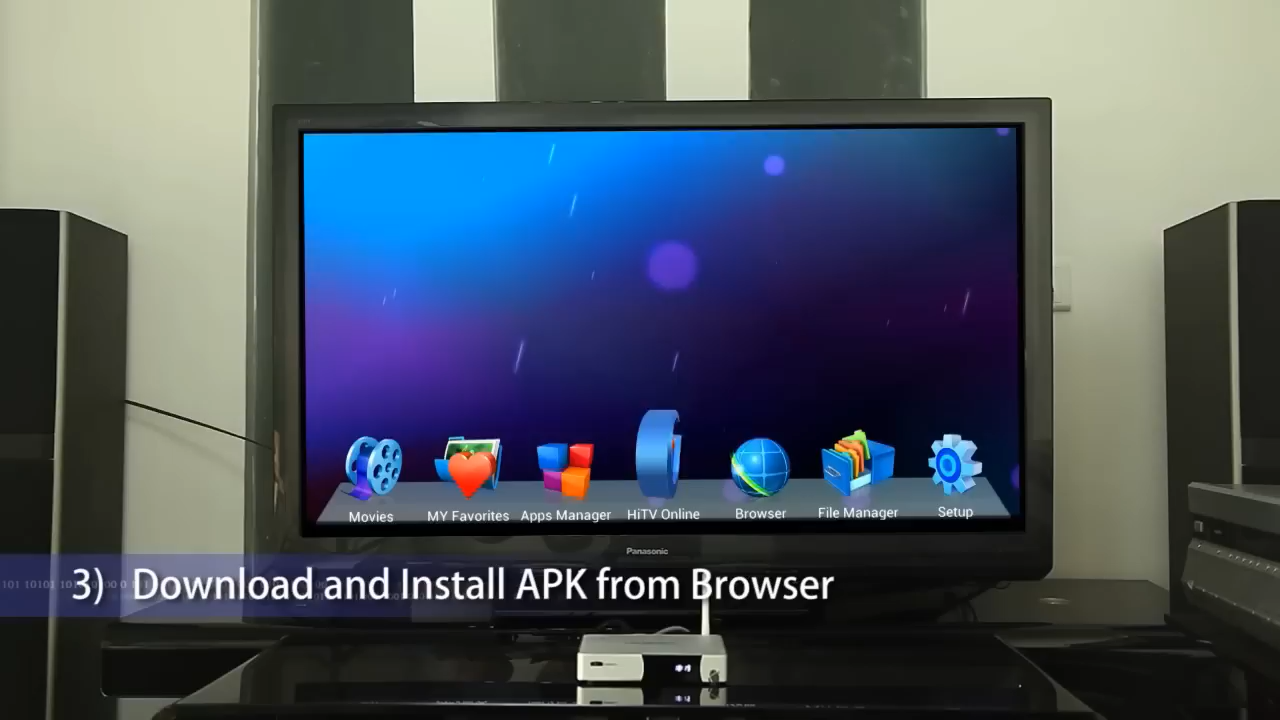 Movies
MY Favorites
Apps Manager
HiTV Online
Browser
File Manager
Setup
Panasonic
3) Download and Install APK from Browser